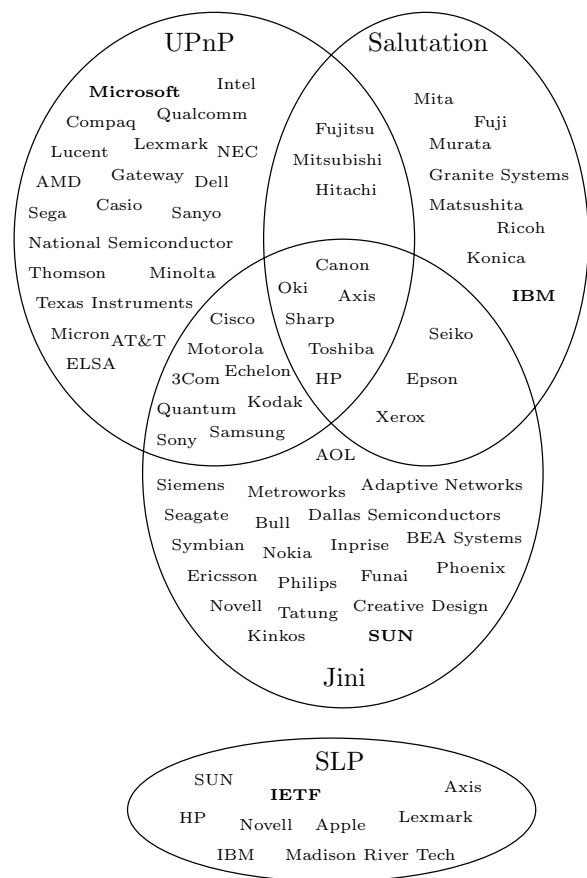 UPnP Salutation
Microsoft Intel
Mita
Compaq Qualcomm
Fujitsu Fuji
Lucent Lexmark NEC
Mitsubishi Murata
AMD Gateway Dell
Hitachi Granite Systems
Sega Casio Sanyo
Matsushita
Ricoh
National Semiconductor
Konica
Thomson Minolta
Canon
Oki Axis
IBM
Texas Instruments
Cisco Sharp
Micron AT&T
Seiko
Motorola Toshiba
ELSA
3Com Echelon HP Epson
Quantum Kodak
Xerox
Sony Samsung
AOL
Siemens Metroworks Adaptive Networks
Seagate Bull Dallas Semiconductors
Symbian Nokia Inprise BEA Systems
Ericsson Philips Funai Phoenix
Novell Tatung Creative Design
Kinkos SUN
Jini
SLP
SUN IETF Axis
HP Novell Apple Lexmark
IBM Madison River Tech